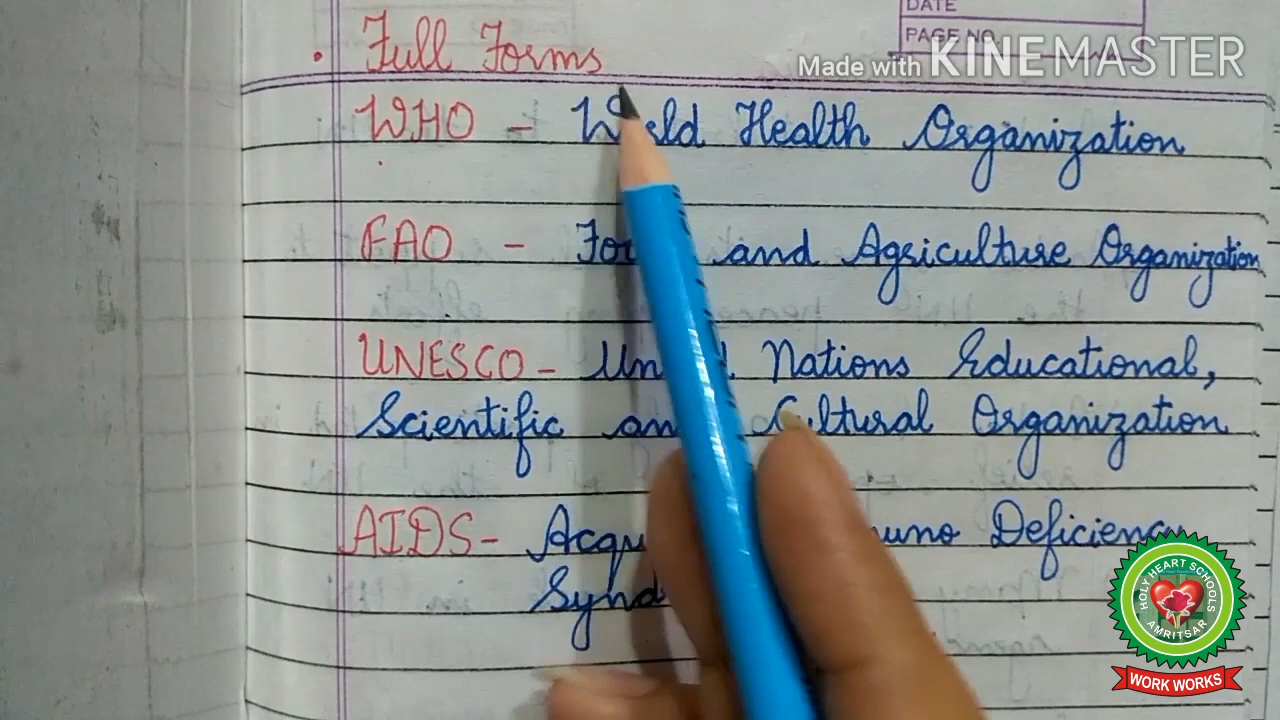 DATE
PAGE NO.
Made with KINEMASTER
. Full Forms
WHO - World Health Organization
FAO - and Agriculture Organization
UNESCO - Nations Educational,
Scientific and Cultural Organization
AIDS - Deficiency
HOLY HEART SCHOOLS
AMRITSAR
WORK WORKS